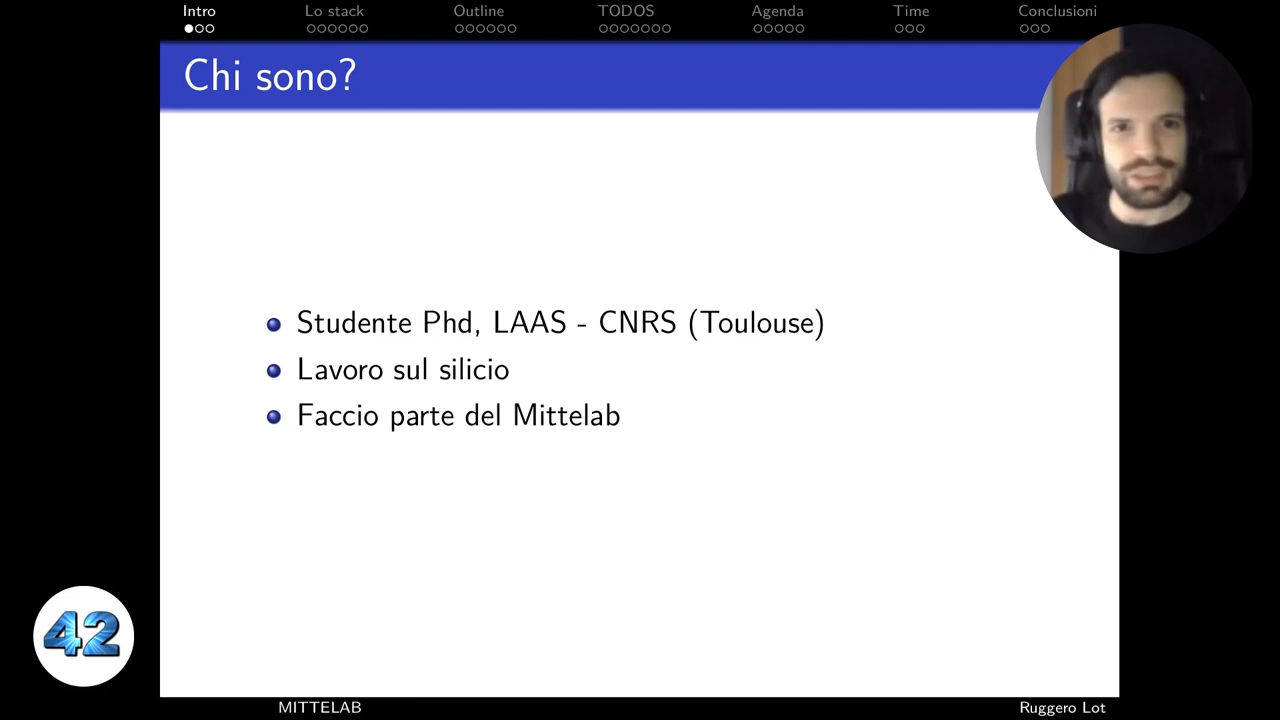 Intro Lo stack Outline TODOS Agenda Time Conclusioni
Chi sono?
Studente Phd, LAAS - CNRS (Toulouse)
Lavoro sul silicio
Faccio parte del Mittelab
42
MITTELAB Ruggero Lot